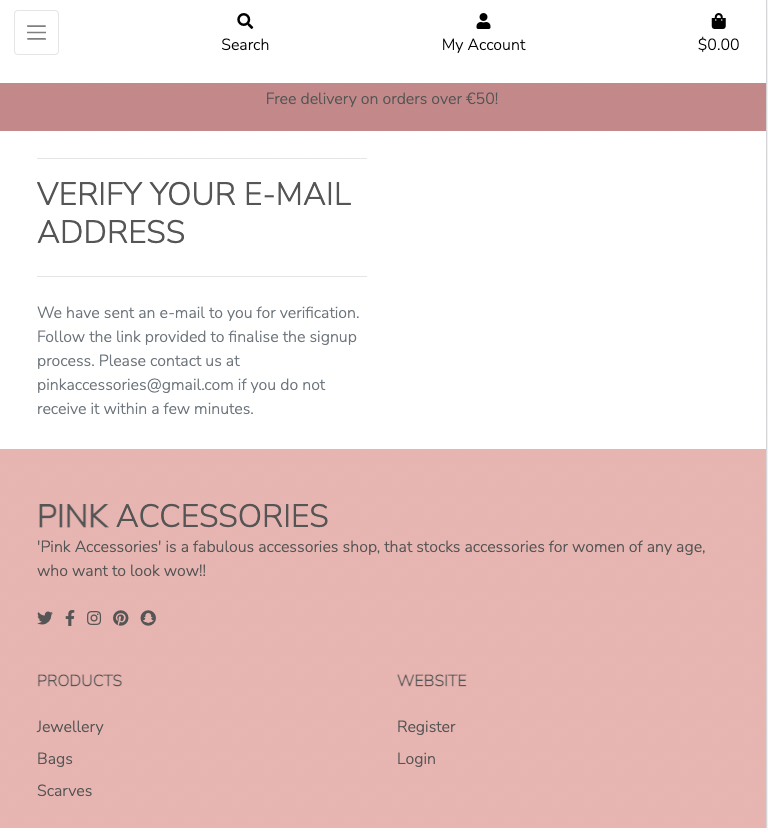 Search
My Account
$0.00
Free delivery on orders over €50!
VERIFY YOUR E-MAIL
ADDRESS
We have sent an e-mail to you for verification.
Follow the link provided to finalise the signup
process. Please contact us at
pinkaccessories@gmail.com if you do not
receive it within a few minutes.
PINK ACCESSORIES
'Pink Accessories' is a fabulous accessories shop, that stocks accessories for women of any age,
who want to look wow!!
PRODUCTS
Jewellery
Bags
Scarves
WEBSITE
Register
Login